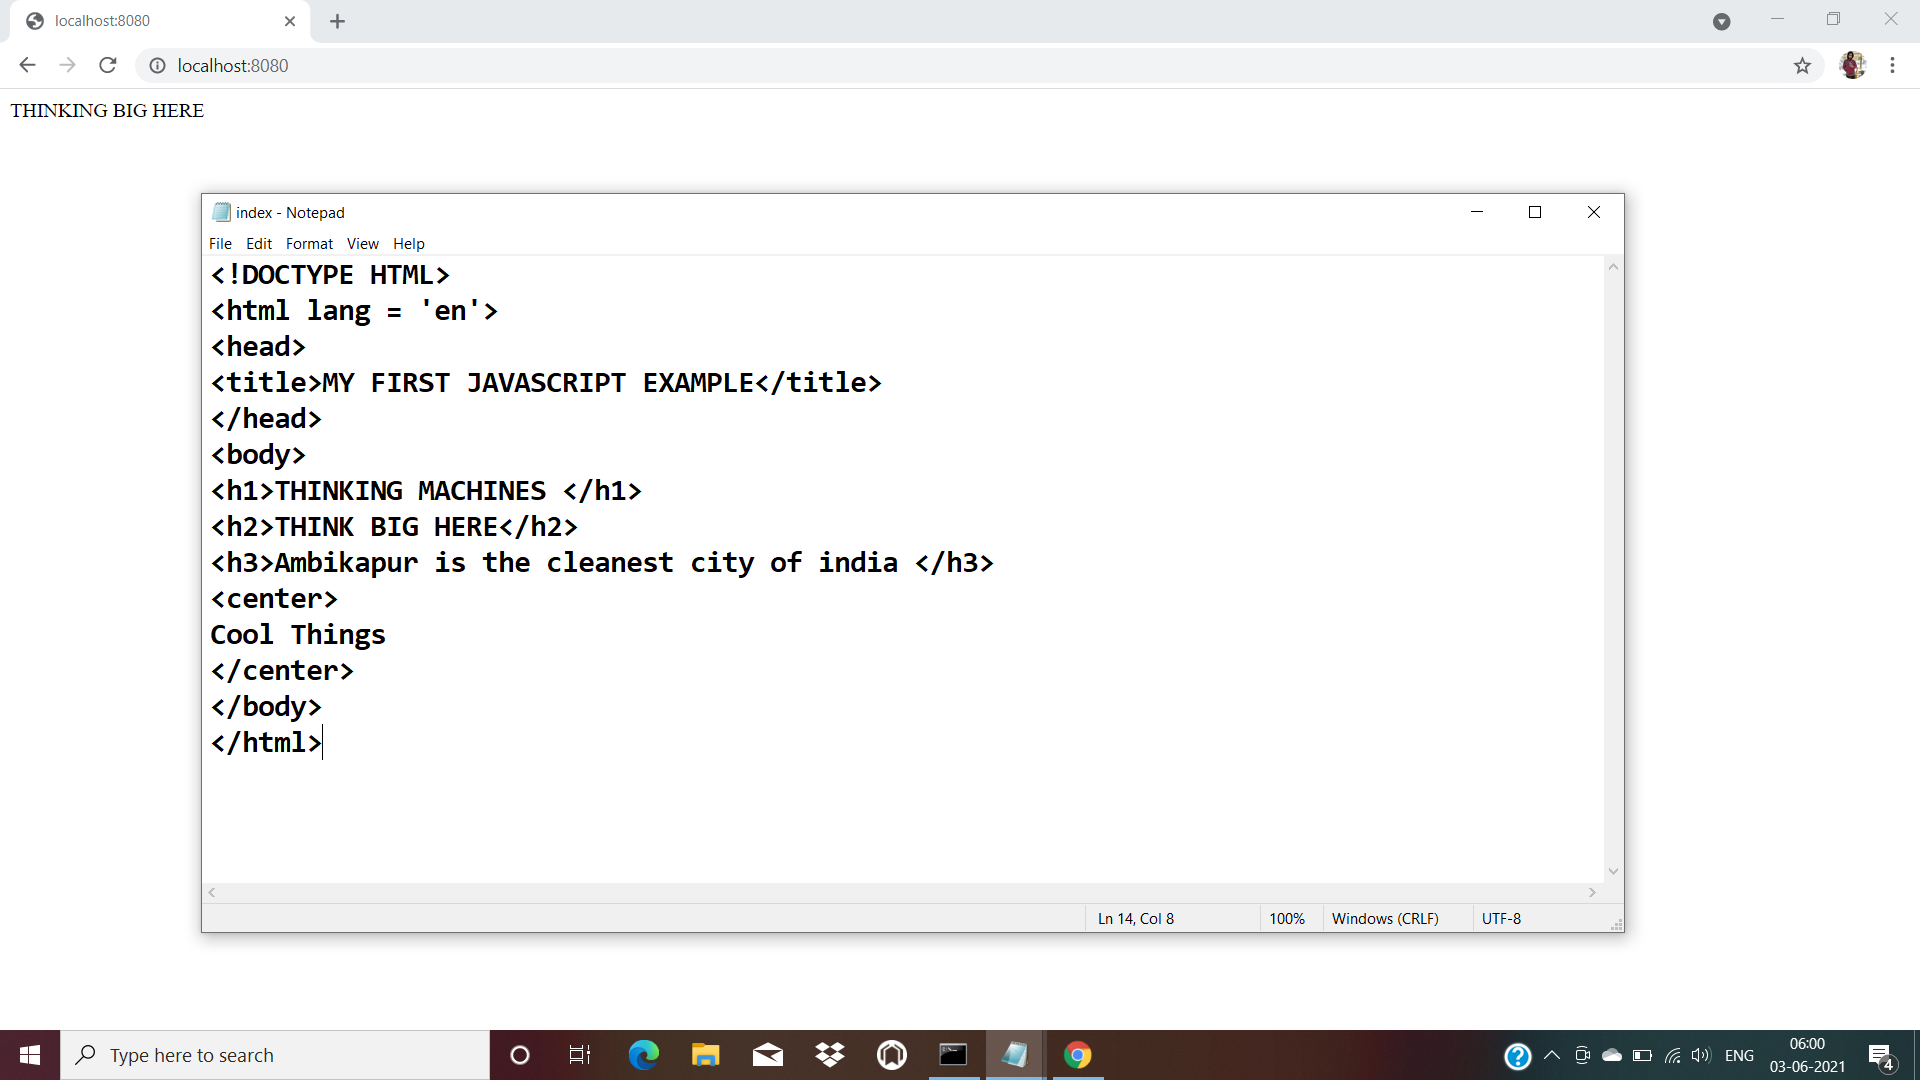 localhost:8080
localhost:8080
THINKING BIG HERE
index - Notepad
File Edit Format View Help
<!DOCTYPE HTML>
<html lang = 'en'>
<head>
<title>MY FIRST JAVASCRIPT EXAMPLE</title>
</head>
<body>
<h1>THINKING MACHINES </h1>
<h2>THINK BIG HERE</h2>
<h3>Ambikapur is the cleanest city of india </h3>
<center>
Cool Things
</center>
</body>
</html>
Ln 14, Col 8 100% Windows (CRLF) UTF-8
Type here to search
ENG
06:00
03-06-2021
4